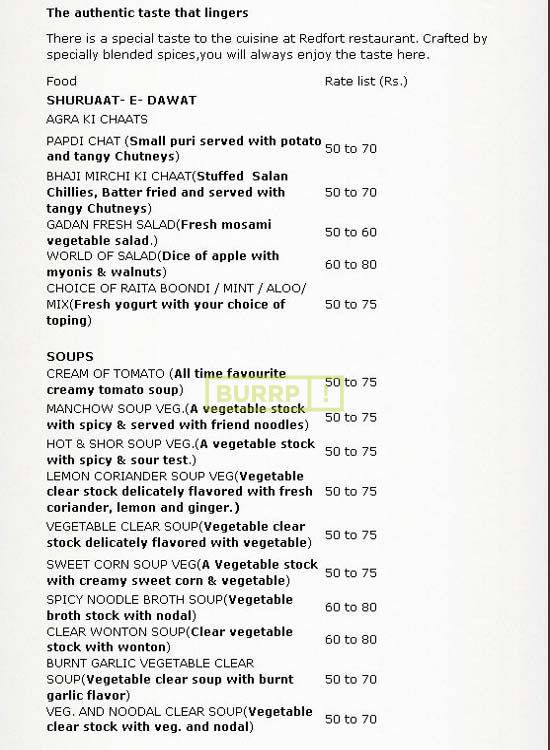 The authentic taste that lingers
There is a special taste to the cuisine at Redfort restaurant. Crafted by
specially blended spices,you will always enjoy the taste here.
Food Rate list (Rs.)
SHURUAAT- E- DAWAT
AGRA KI CHAATS
PAPDI CHAT (Small puri served with potato
and tangy Chutneys) 50 to 70
BHAJI MIRCHI KI CHAAT(Stuffed Salan
Chillies, Batter fried and served with 50 to 70
tangy Chutneys)
GADAN FRESH SALAD(Fresh mosami
vegetable salad.) 50 to 60
WORLD OF SALAD(Dice of apple with
myonis & walnuts) 60 to 80
CHOICE OF RAITA BOONDI / MINT / ALOO/
MIX(Fresh yogurt with your choice of 50 to 75
toping)
SOUPS
CREAM OF TOMATO (All time favourite
creamy tomato soup) 50 to 75
BURRP!
MANCHOW SOUP VEG.(A vegetable stock
with spicy & served with friend noodles) 50 to 75
HOT & SHOR SOUP VEG.(A vegetable stock
with spicy & sour test.) 50 to 75
LEMON CORIANDER SOUP VEG(Vegetable
clear stock delicately flavored with fresh 50 to 75
coriander, lemon and ginger.)
VEGETABLE CLEAR SOUP(Vegetable clear
stock delicately flavored with vegetable) 50 to 75
SWEET CORN SOUP VEG(A Vegetable stock
with creamy sweet corn & vegetable) 50 to 75
SPICY NOODLE BROTH SOUP(Vegetable
broth stock with nodal) 60 to 80
CLEAR WONTON SOUP(Clear vegetable
stock with wonton) 60 to 80
BURNT GARLIC VEGETABLE CLEAR
SOUP(Vegetable clear soup with burnt 50 to 70
garlic flavor)
VEG. AND NOODAL CLEAR SOUP(Vegetable
clear stock with veg. and nodal) 50 to 70